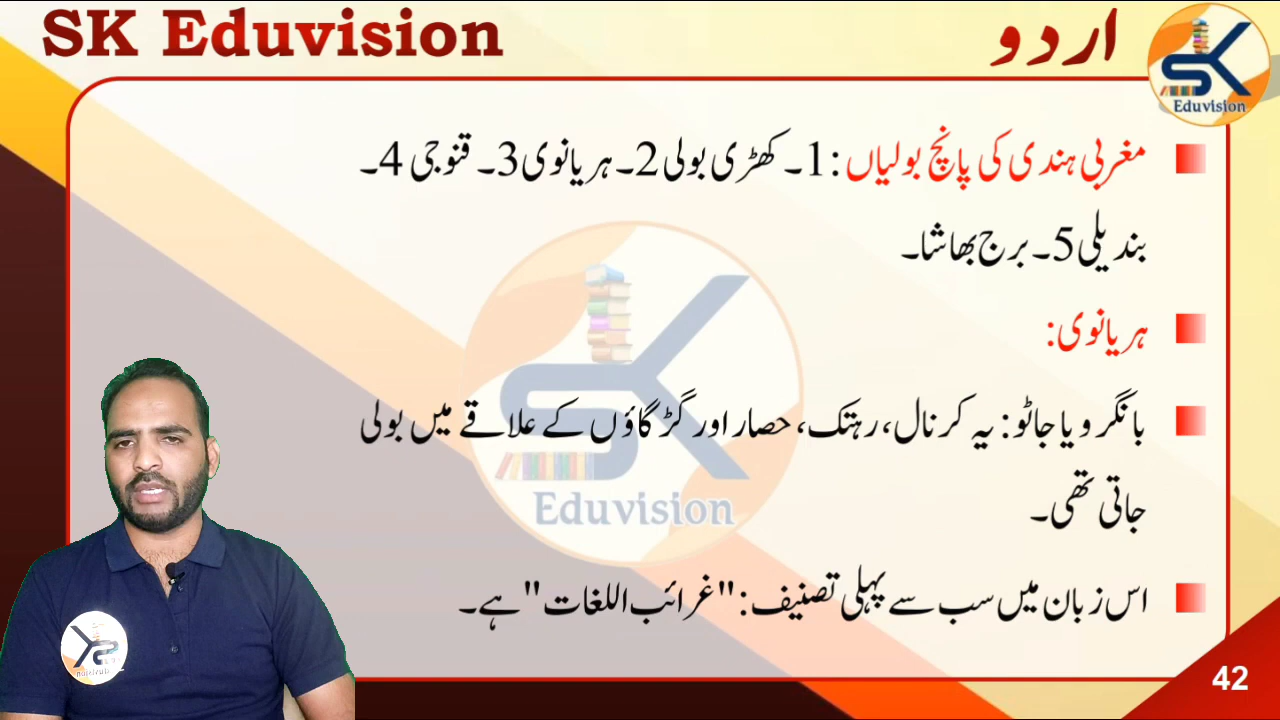 SK Eduvision
اردو
SK
Eduvision
مغربی ہندی کی پانچ بولیاں: 1۔ کھڑی بولی 2۔ ہریانوی 3۔ قنوجی 4۔
بندیلی 5۔ برج بھاشا۔
ہریانوی:
بانگرو یا جاٹو: یہ کرنال، رہتک، حصار اور گڑگاؤں کے علاقے میں بولی
جاتی تھی۔
اس زبان میں سب سے پہلی تصنیف: "غرائب اللغات" ہے۔
SK
Eduvision
42